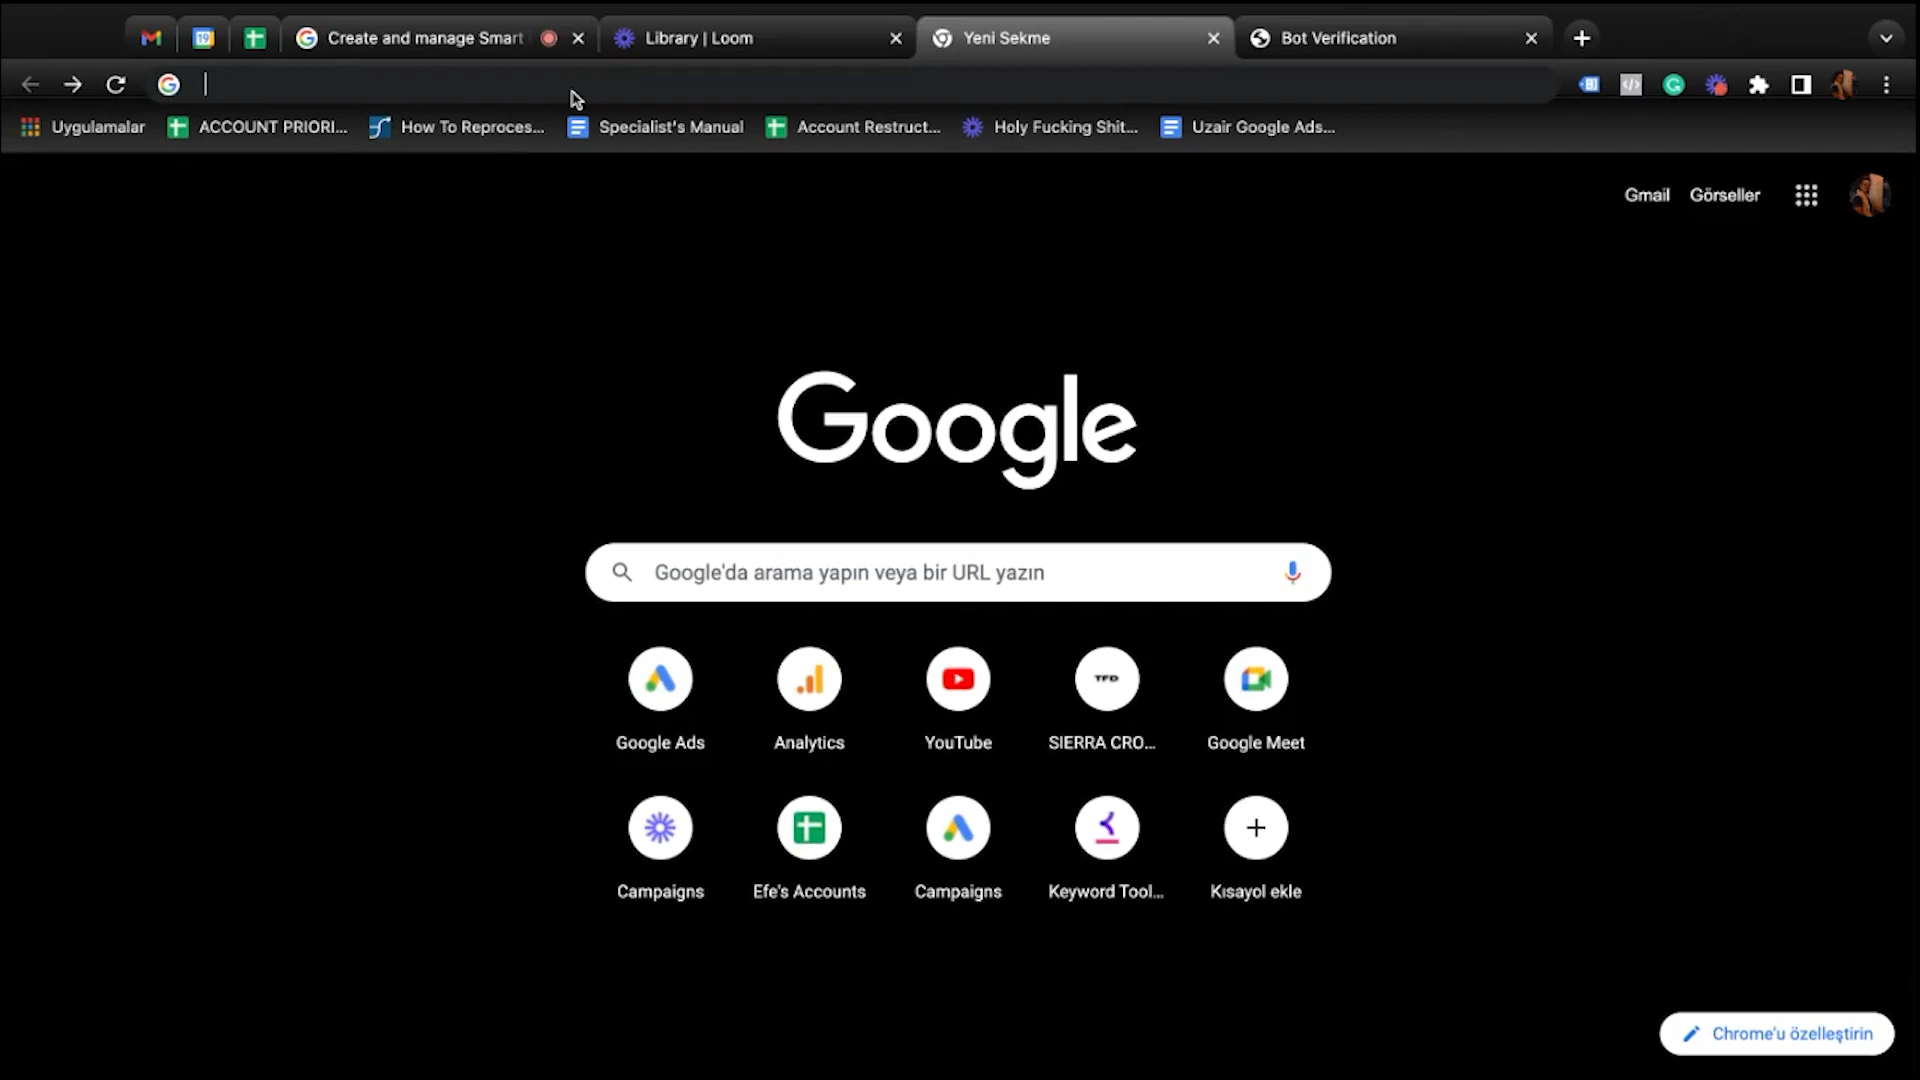 19
Create and manage Smart
Library | Loom
Yeni Sekme
Bot Verification
Uygulamalar
ACCOUNT PRIORI...
How To Reproces...
Specialist's Manual
Account Restruct...
Holy Fucking Shit...
Uzair Google Ads...
Gmail
Görseller
Google
Google'da arama yapın veya bir URL yazın
TFD
Google Ads
Analytics
YouTube
SIERRA CRO...
Google Meet
Campaigns
Efe's Accounts
Campaigns
Keyword Tool...
Kısayol ekle
Chrome'u özelleştirin